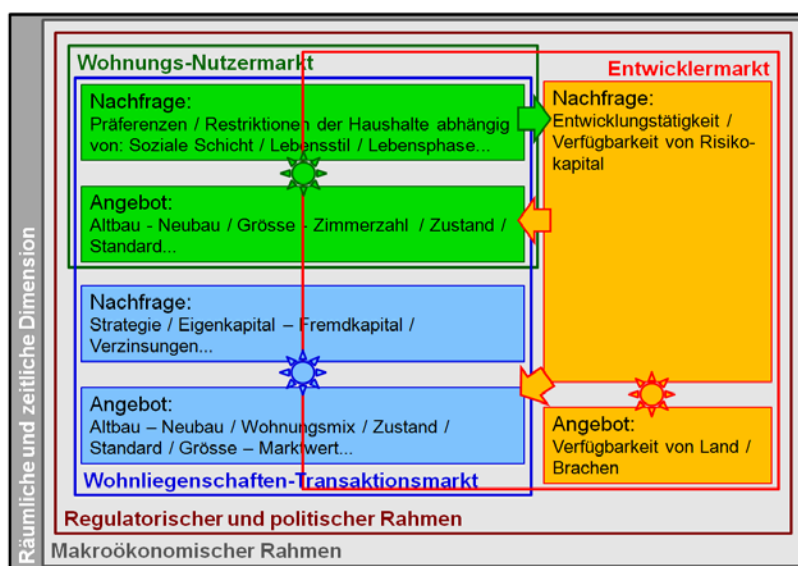 Räumliche und zeitliche Dimension
Wohnungs-Nutzermarkt
Nachfrage:
Präferenzen / Restriktionen der Haushalte abhängig
von: Soziale Schicht / Lebensstil / Lebensphase...
Angebot:
Altbau - Neubau / Grösse - Zimmerzahl / Zustand /
Standard...
Nachfrage:
Strategie / Eigenkapital – Fremdkapital /
Verzinsungen...
Angebot:
Altbau – Neubau / Wohnungsmix / Zustand /
Standard / Grösse – Marktwert...
Wohnliegenschaften-Transaktionsmarkt
Entwicklermarkt
Nachfrage:
Entwicklungstätigkeit /
Verfügbarkeit von Risiko-
kapital
Angebot:
Verfügbarkeit von Land /
Brachen
Regulatorischer und politischer Rahmen
Makroökonomischer Rahmen